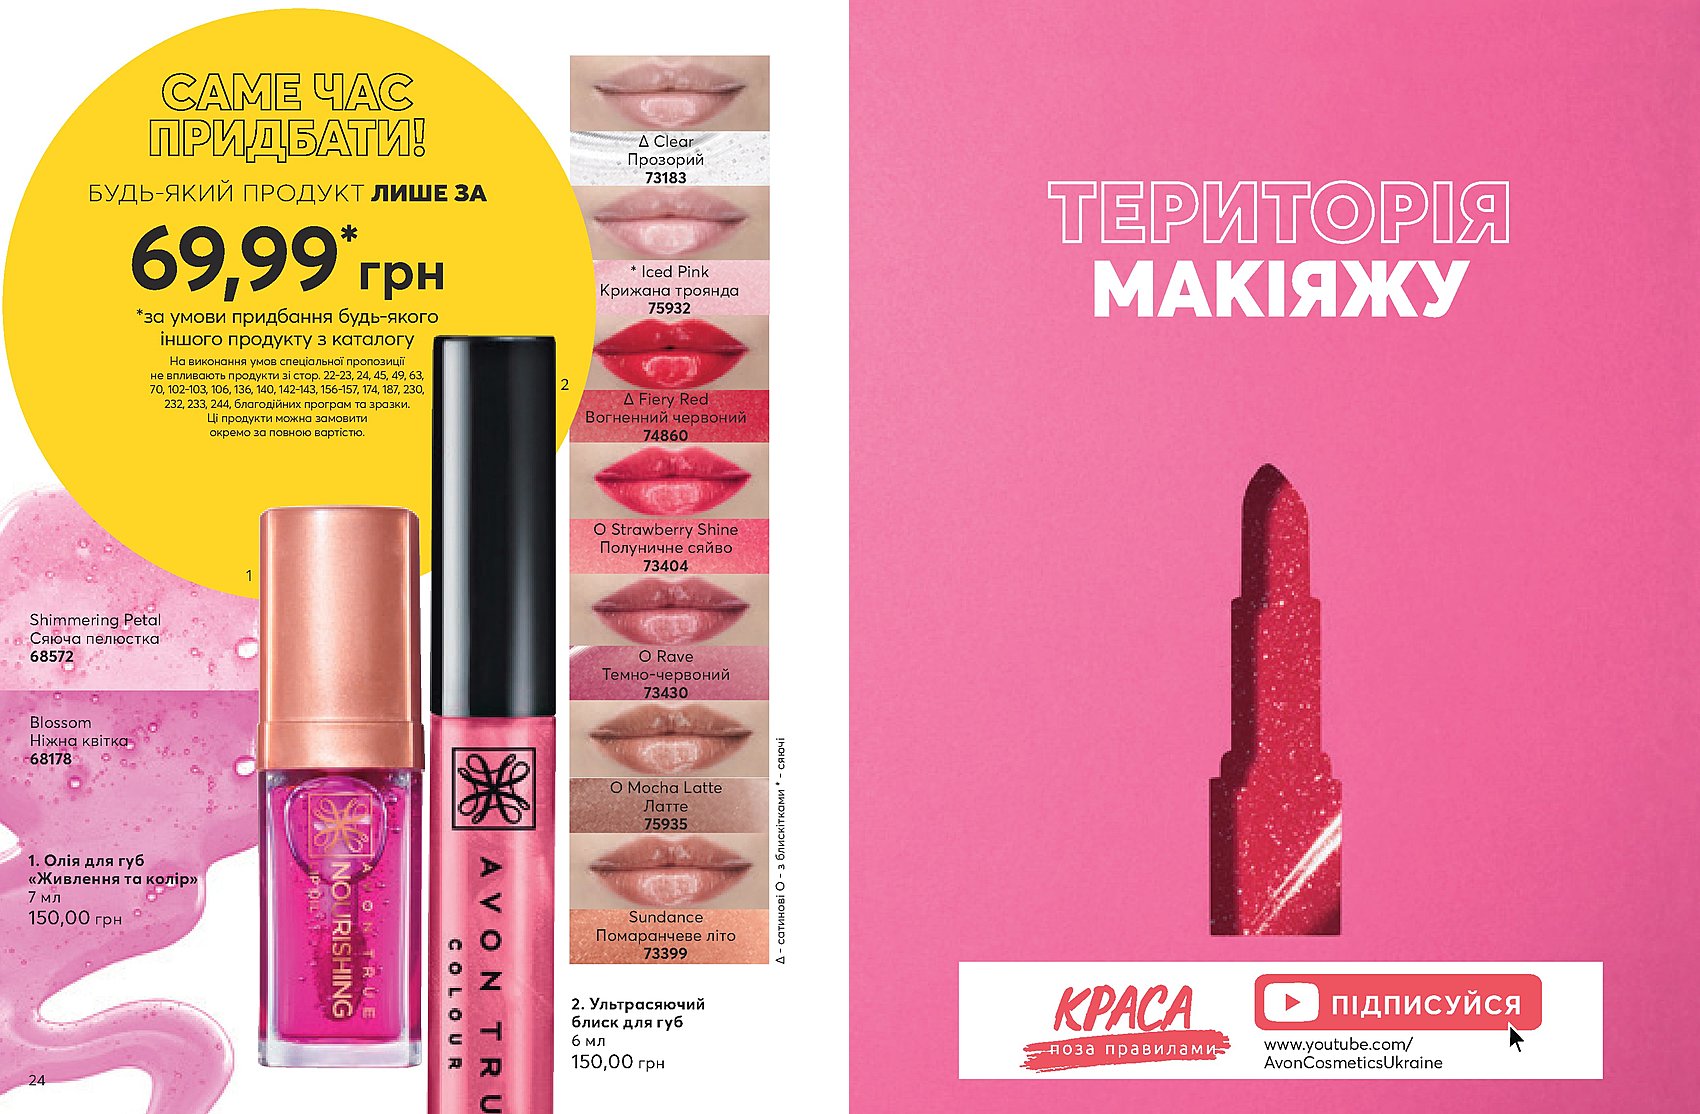 САМЕ ЧАС
ПРИДБАТИ!
БУДЬ-ЯКИЙ ПРОДУКТ ЛИШЕ ЗА
69,99* грн
*за умови придбання будь-якого
іншого продукту з каталогу
На виконання умов спеціальної пропозиції
не впливають продукти зі стор. 22-23, 24, 45, 49, 63,
70, 102-103, 106, 136, 140, 142-143, 156-157, 174, 187, 230,
232, 233, 244, благодійних програм та зразки.
Ці продукти можна замовити
окремо за повною вартістю.
1
2
Shimmering Petal
Сяюча пелюстка
68572
Blossom
Ніжна квітка
68178
1. Олія для губ
«Живлення та колір»
7 мл
150,00 грн
24
AVON TRUE
NOURISHING
LIP OIL
AVON TRU
COLOUR
Δ Clear
Прозорий
73183
* Iced Pink
Крижана троянда
75932
Δ Fiery Red
Вогненний червоний
74860
O Strawberry Shine
Полуничне сяйво
73404
O Rave
Темно-червоний
73430
O Mocha Latte
Латте
75935
Sundance
Помаранчеве літо
73399
Δ - сатинові O - з блискітками * - сяючі
2. Ультрасяючий
блиск для губ
6 мл
150,00 грн
ТЕРИТОРІЯ
МАКІЯЖУ
КРАСА
поза правилами
ПІДПИСУЙСЯ
www.youtube.com/
AvonCosmeticsUkraine